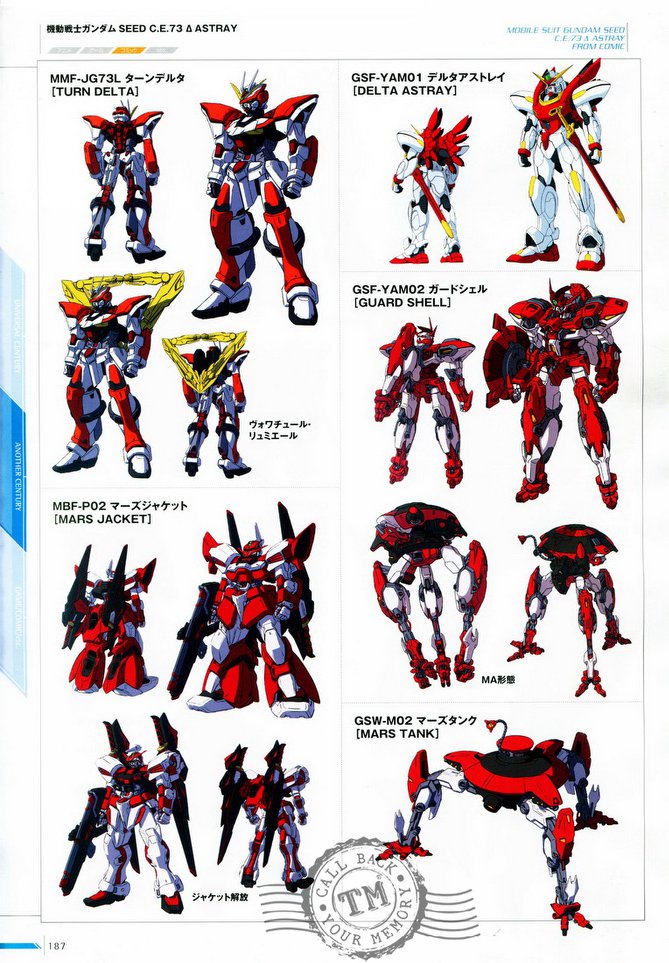 機動戦士ガンダム SEED C.E.73 Δ ASTRAY
MOBILE SUIT GUNDAM SEED
C.E.73 Δ ASTRAY
FROM COMIC
MMF-JG73L ターンデルタ
[TURN DELTA]
ヴォワチュール・
リュミエール
MBF-P02 マーズジャケット
[MARS JACKET]
ジャケット解放
GSF-YAM01 デルタアストレイ
[DELTA ASTRAY]
GSF-YAM02 ガードシェル
[GUARD SHELL]
MA形態
GSW-M02 マーズタンク
[MARS TANK]
UNIVERSAL CENTURY
ANOTHER CENTURY
CALL BACK
TM
YOUR MEMORY
187